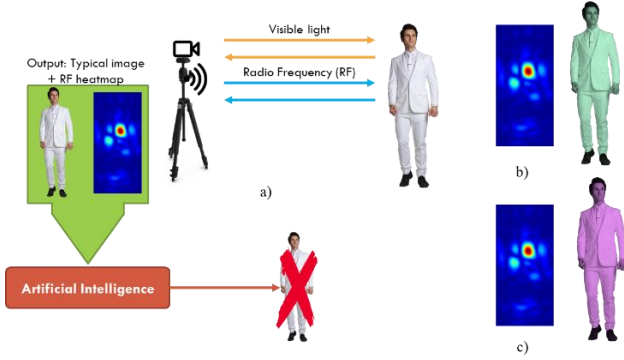 Visible light
Output: Typical image
+ RF heatmap
Radio Frequency (RF)
a)
b)
Artificial Intelligence
c)